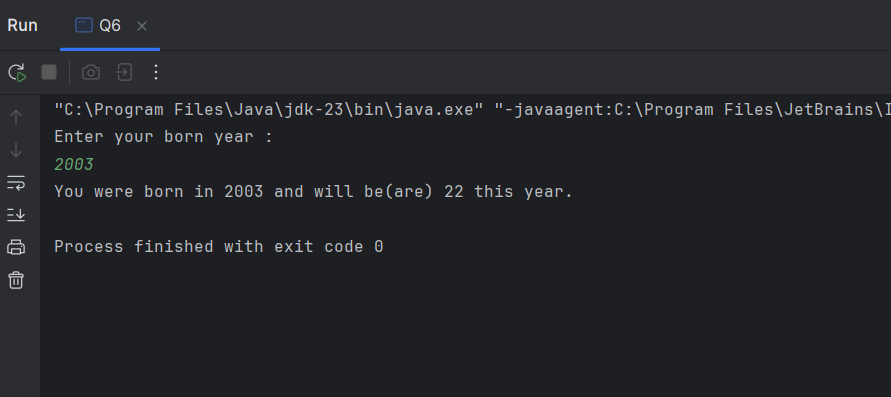 Run Q6
"C:\Program Files\Java\jdk-23\bin\java.exe" "-javaagent:C:\Program Files\JetBrains\I
Enter your born year :
2003
You were born in 2003 and will be(are) 22 this year.
Process finished with exit code 0